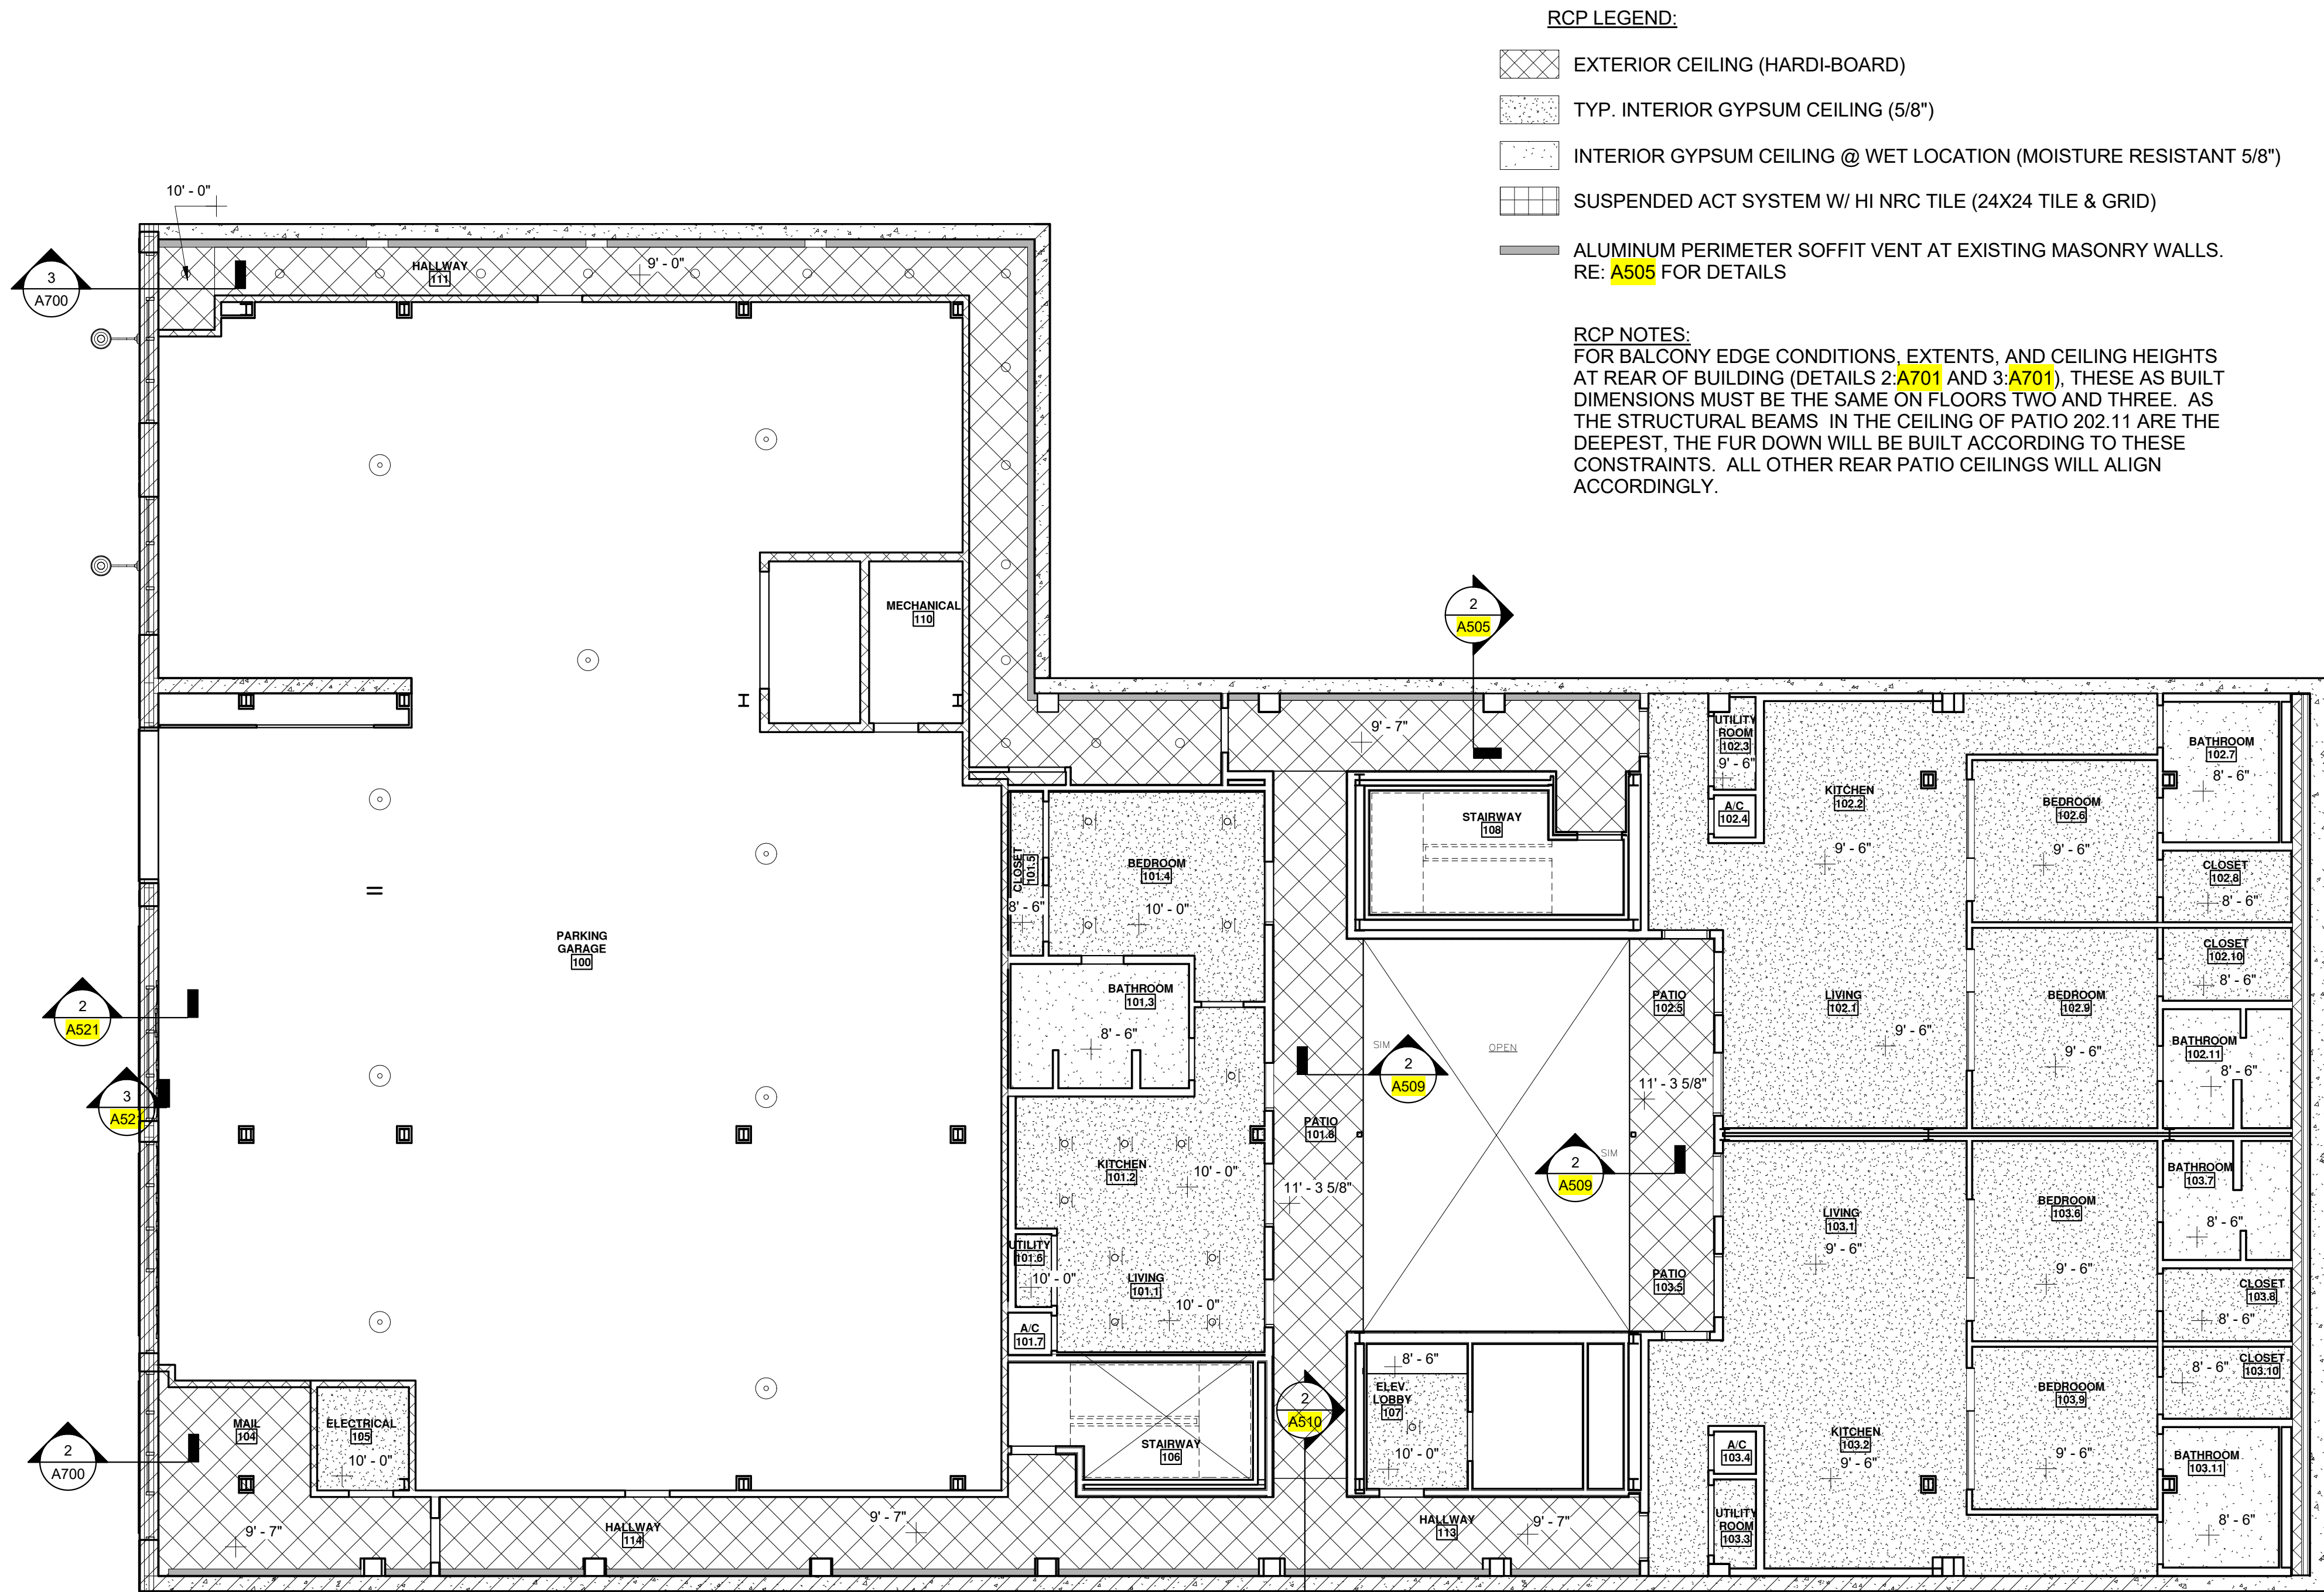 RCP LEGEND:
EXTERIOR CEILING (HARDI-BOARD)
TYP. INTERIOR GYPSUM CEILING (5/8")
INTERIOR GYPSUM CEILING @ WET LOCATION (MOISTURE RESISTANT 5/8")
SUSPENDED ACT SYSTEM W/ HI NRC TILE (24X24 TILE & GRID)
ALUMINUM PERIMETER SOFFIT VENT AT EXISTING MASONRY WALLS.
RE: A505 FOR DETAILS
RCP NOTES:
FOR BALCONY EDGE CONDITIONS, EXTENTS, AND CEILING HEIGHTS
AT REAR OF BUILDING (DETAILS 2:A701 AND 3:A701), THESE AS BUILT
DIMENSIONS MUST BE THE SAME ON FLOORS TWO AND THREE. AS
THE STRUCTURAL BEAMS IN THE CEILING OF PATIO 202.11 ARE THE
DEEPEST, THE FUR DOWN WILL BE BUILT ACCORDING TO THESE
CONSTRAINTS. ALL OTHER REAR PATIO CEILINGS WILL ALIGN
ACCORDINGLY.
10' - 0"
3
A700
HALLWAY
111
9' - 0"
MECHANICAL
110
2
A505
9' - 7"
PARKING
GARAGE
100
2
A521
3
A521
CLOSET
101.5
8' - 6"
BEDROOM
101.4
10' - 0"
BATHROOM
101.3
8' - 6"
KITCHEN
101.2
10' - 0"
UTILITY
101.6
10' - 0"
LIVING
101.1
10' - 0"
A/C
101.7
STAIRWAY
106
STAIRWAY
108
PATIO
101.8
11' - 3 5/8"
SIM
2
A509
OPEN
2
A509
SIM
PATIO
102.5
11' - 3 5/8"
PATIO
103.5
8' - 6"
ELEV.
LOBBY
107
10' - 0"
2
A510
2
A700
MAIL
104
9' - 7"
ELECTRICAL
105
10' - 0"
HALLWAY
114
9' - 7"
HALLWAY
113
9' - 7"
UTILITY
ROOM
102.3
9' - 6"
A/C
102.4
KITCHEN
102.2
9' - 6"
LIVING
102.1
9' - 6"
BEDROOM
102.6
9' - 6"
BATHROOM
102.7
8' - 6"
CLOSET
102.8
8' - 6"
CLOSET
102.10
8' - 6"
BEDROOM
102.9
9' - 6"
BATHROOM
102.11
8' - 6"
LIVING
103.1
9' - 6"
BEDROOM
103.6
9' - 6"
BATHROOM
103.7
8' - 6"
CLOSET
103.8
8' - 6"
CLOSET
103.10
8' - 6"
BEDROOOM
103.9
9' - 6"
KITCHEN
103.2
9' - 6"
A/C
103.4
UTILITY
ROOM
103.3
BATHROOM
103.11
8' - 6"